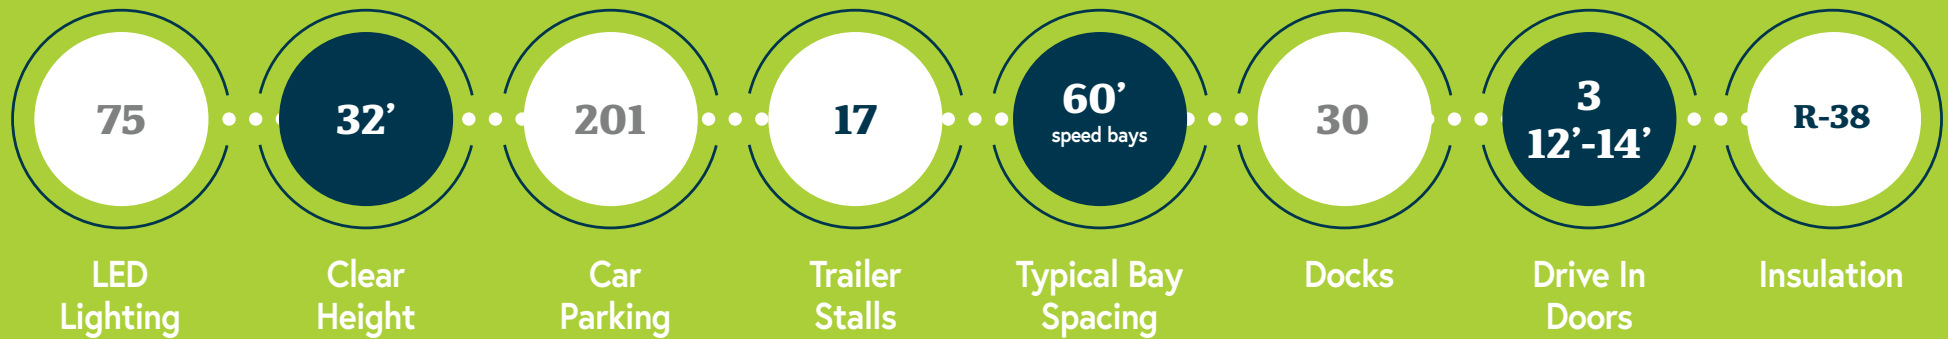 75
32’
201
17
60’
speed bays
30
3
12’-14’
R-38
LED
Lighting
Clear
Height
Car
Parking
Trailer
Stalls
Typical Bay
Spacing
Docks
Drive In
Doors
Insulation